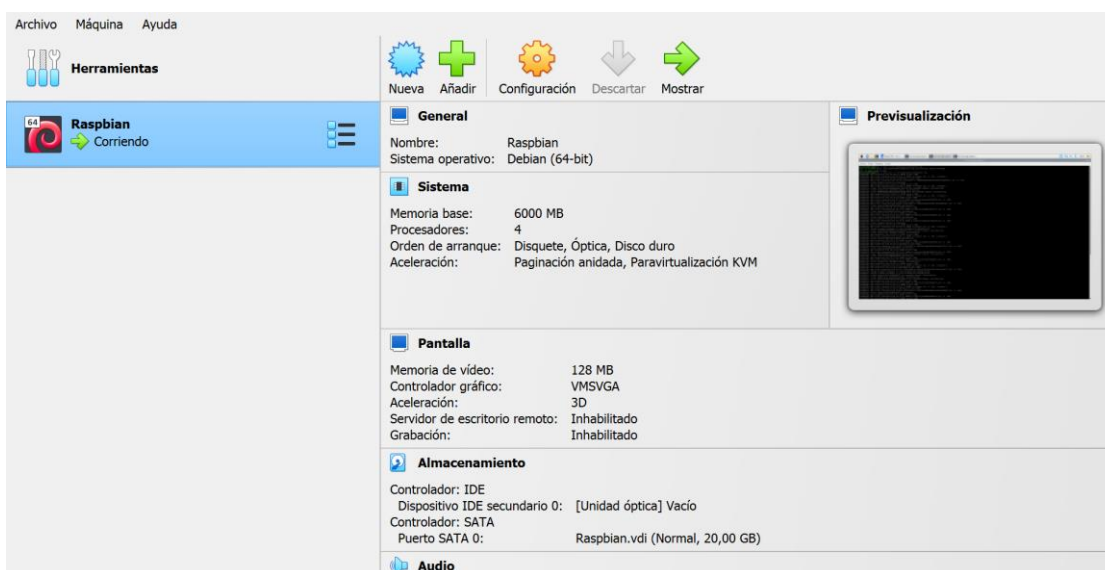 Archivo Máquina Ayuda
Herramientas
Nueva Añadir Configuración Descartar Mostrar
64 Raspbian
Corriendo
General
Nombre: Raspbian
Sistema operativo: Debian (64-bit)
Sistema
Memoria base: 6000 MB
Procesadores: 4
Orden de arranque: Disquete, Óptica, Disco duro
Aceleración: Paginación anidada, Paravirtualización KVM
Previsualización
Pantalla
Memoria de vídeo: 128 MB
Controlador gráfico: VMSVGA
Aceleración: 3D
Servidor de escritorio remoto: Inhabilitado
Grabación: Inhabilitado
Almacenamiento
Controlador: IDE
Dispositivo IDE secundario 0: [Unidad óptica] Vacío
Controlador: SATA
Puerto SATA 0: Raspbian.vdi (Normal, 20,00 GB)
Audio